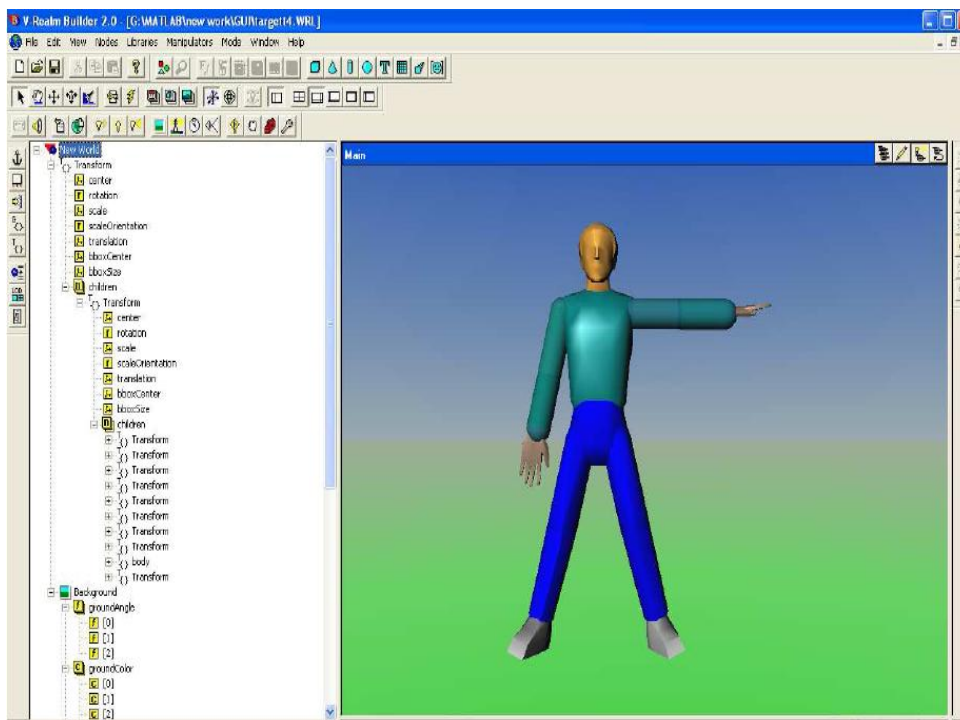 V-Realm Builder 2.0 - [G:\MATLAB\new work\GUI\target4.WRL]
File Edit View Nodes Libraries Manipulators Mode Window Help
New World
Main
Transform
center
rotation
scale
scaleOrientation
translation
bboxCenter
bboxSize
children
Transform
center
rotation
scale
scaleOrientation
translation
bboxCenter
bboxSize
children
Transform
Transform
Transform
Transform
Transform
Transform
Transform
Transform
body
Transform
Background
groundAngle
[0]
[1]
[2]
groundColor
[0]
[1]
[2]